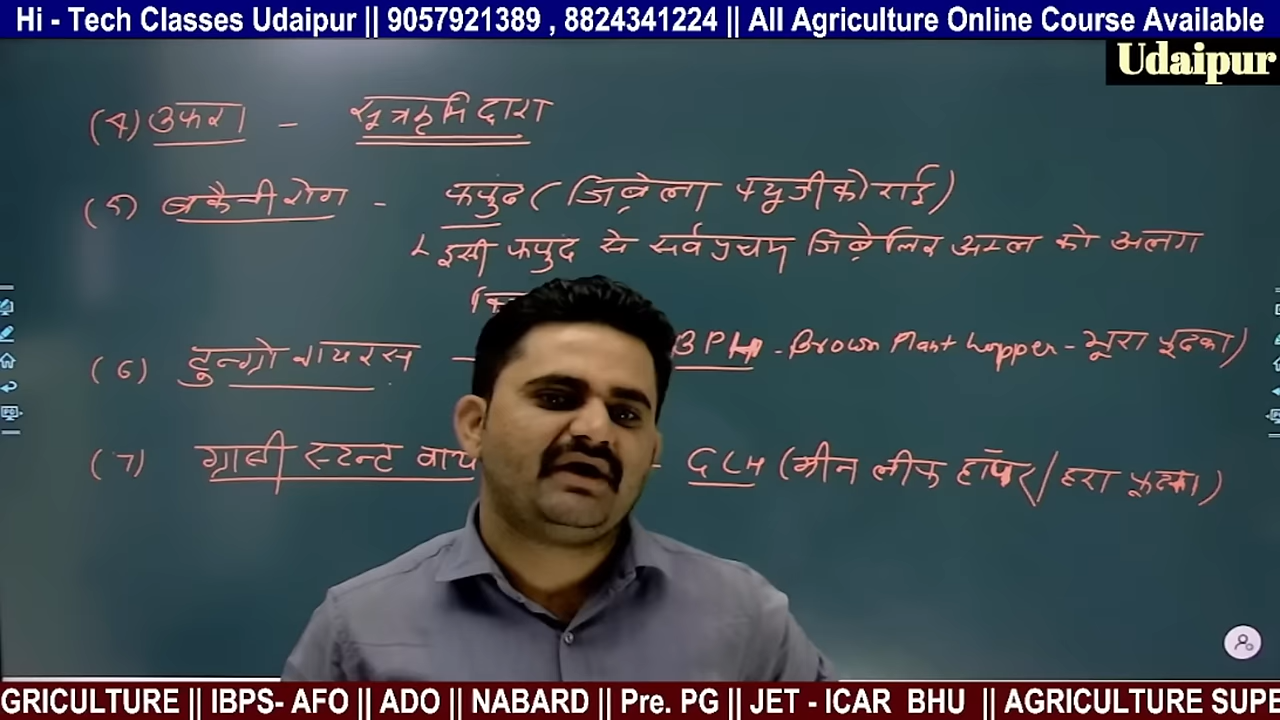 Hi - Tech Classes Udaipur || 9057921389 , 8824341224 || All Agriculture Online Course Available
Udaipur
(4) उफरा - सूत्रकृमि द्वारा
(5) बकैनी रोग - फफुंद ( जिब्रेला फ्यूजीकोराई )
इसी फफुंद से सर्वप्रथम जिब्रेलिन अम्ल को अलग
(6) टुन्ग्रो वायरस - BPH - Brown Plant hopper - भूरा फुदका)
(7) ग्रासी स्टन्ट - GLH (ग्रीन लीफ हॉपर / हरा फुदका)
GRICULTURE || IBPS- AFO || ADO || NABARD || Pre. PG || JET - ICAR BHU || AGRICULTURE SUPE